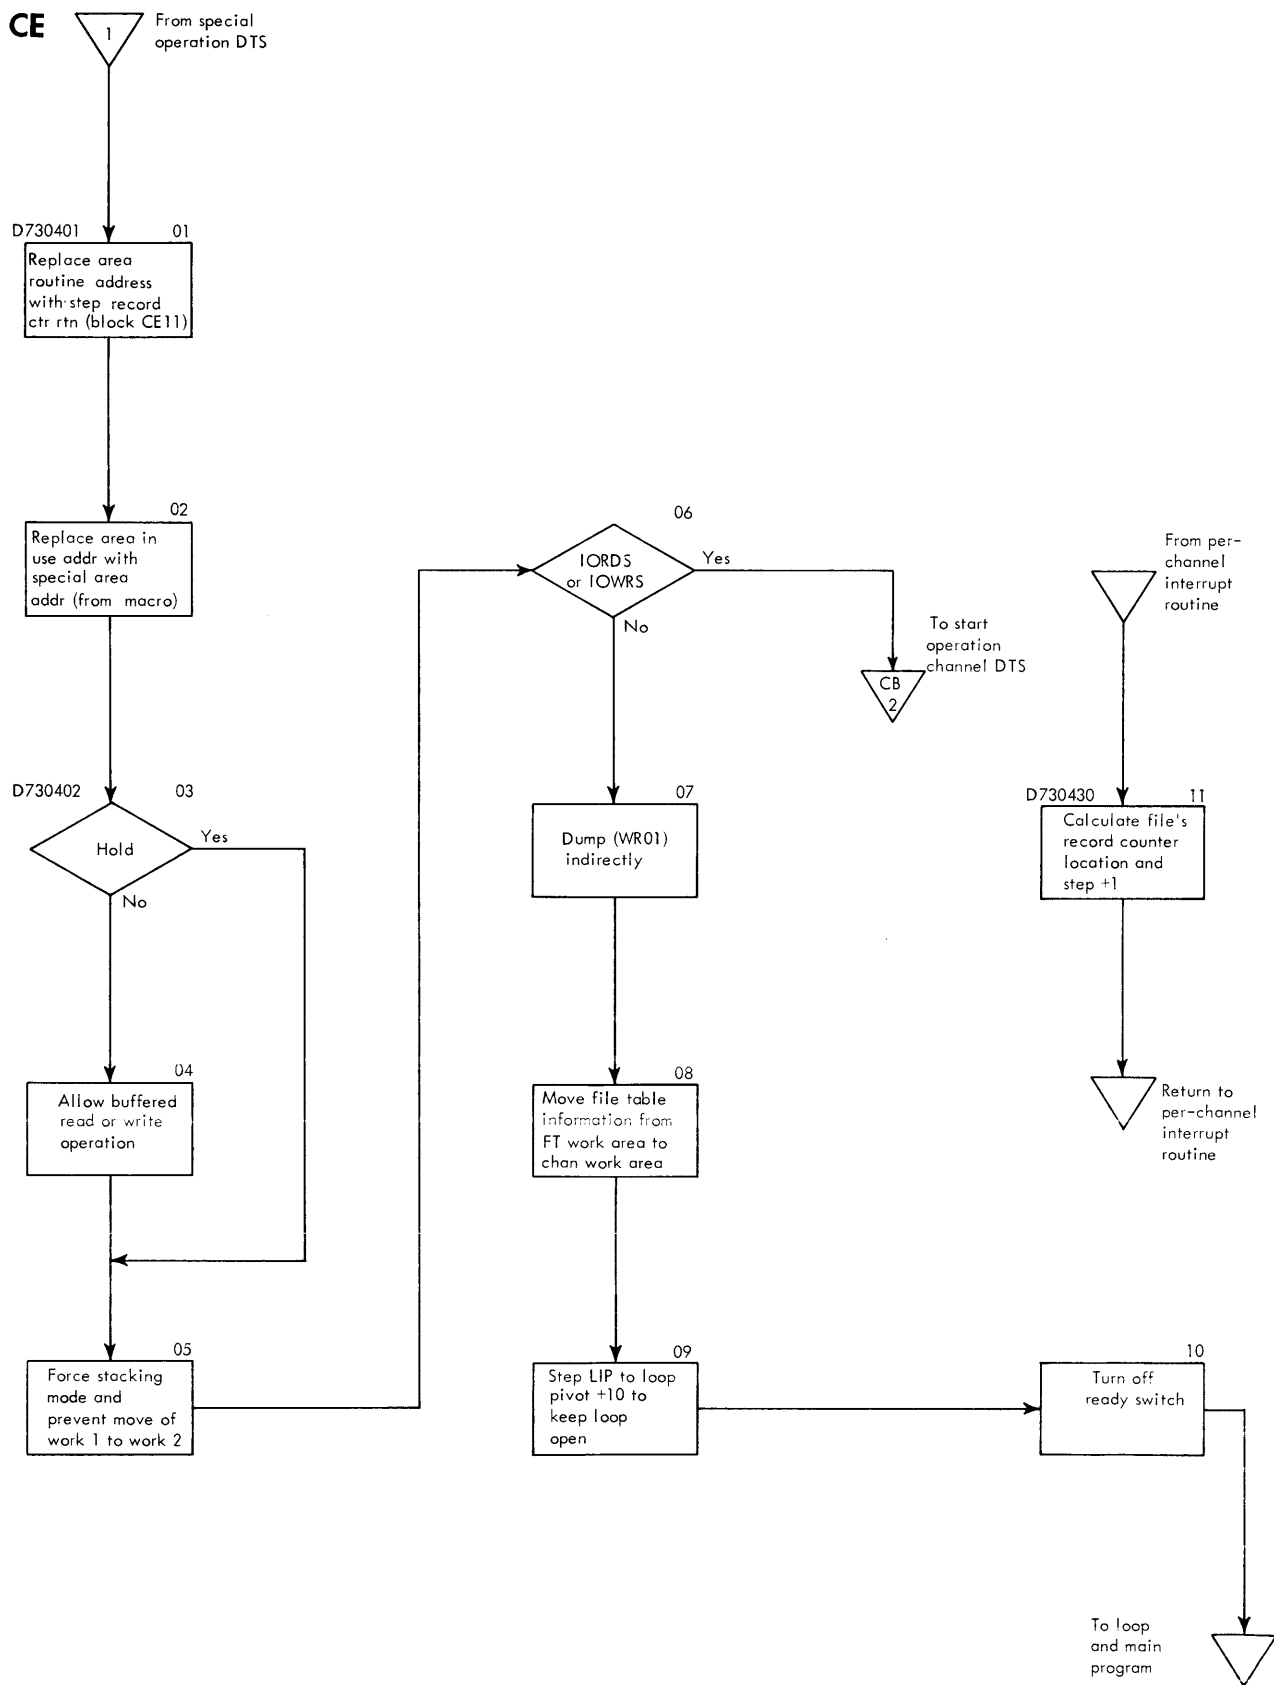 CE
1
From special
operation DTS
D730401
01
Replace area
routine address
with step record
ctr rtn (block CE11)
02
Replace area in
use addr with
special area
addr (from macro)
D730402
03
Hold
Yes
No
04
Allow buffered
read or write
operation
05
Force stacking
mode and
prevent move of
work 1 to work 2
06
IORDS
or IOWRS
Yes
No
To start
operation
channel DTS
CB
2
07
Dump (WR01)
indirectly
08
Move file table
information from
FT work area to
chan work area
09
Step LIP to loop
pivot +10 to
keep loop
open
10
Turn off
ready switch
To loop
and main
program
From per-
channel
interrupt
routine
D730430
11
Calculate file's
record counter
location and
step +1
Return to
per-channel
interrupt
routine